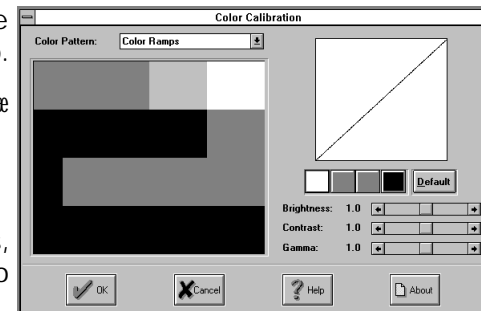 Color Calibration
Color Pattern: Color Ramps
Default
Brightness: 1.0
Contrast: 1.0
Gamma: 1.0
OK Cancel Help About